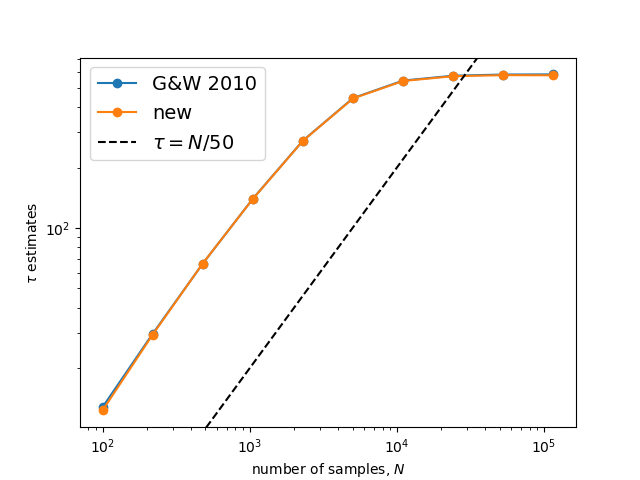 G&W 2010
new
τ = N/50
10²
τ estimates
10² 10³ 10⁴ 10⁵
number of samples, N